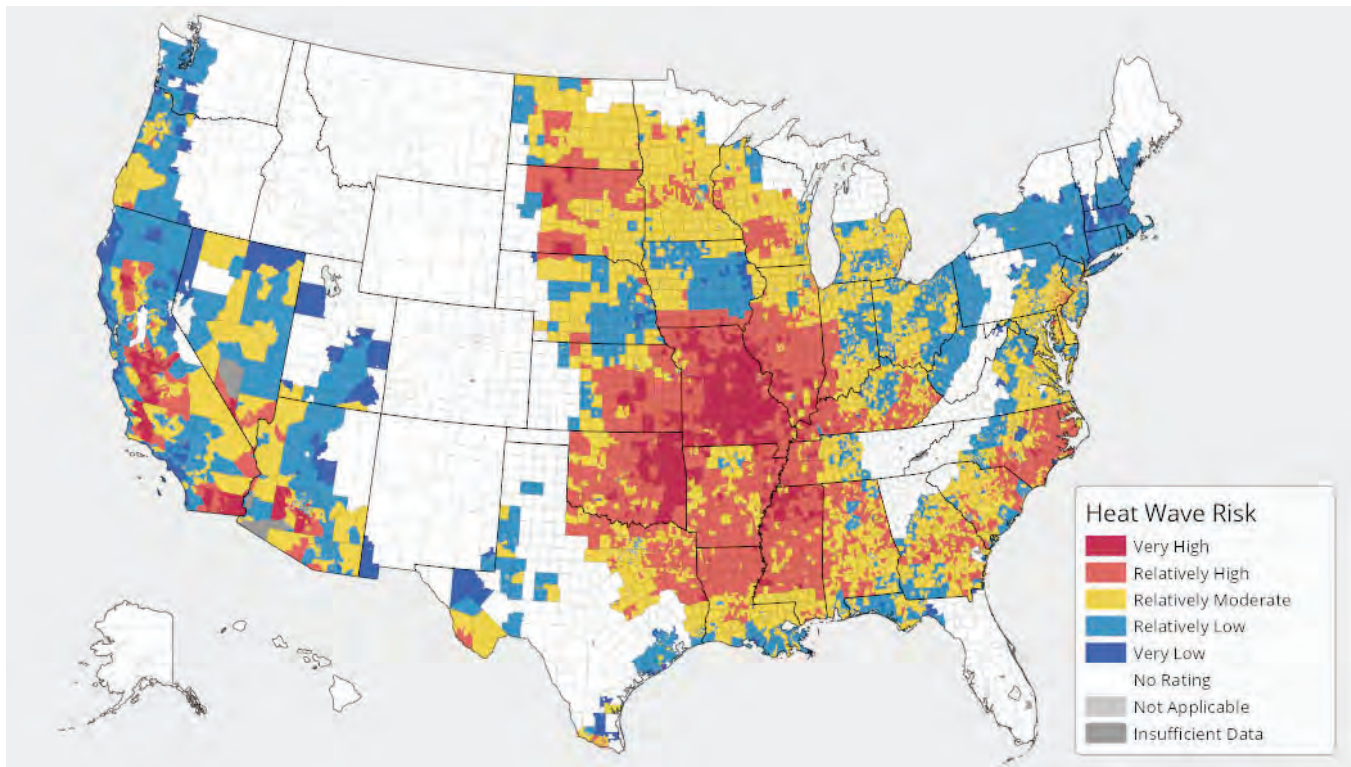 Heat Wave Risk
Very High
Relatively High
Relatively Moderate
Relatively Low
Very Low
No Rating
Not Applicable
Insufficient Data